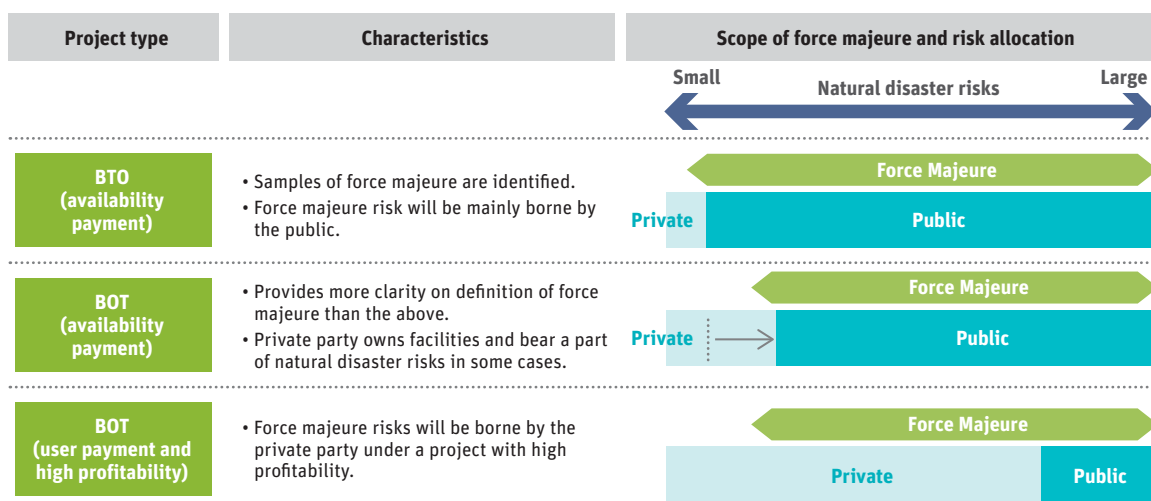 Project type
Characteristics
Scope of force majeure and risk allocation
Small
Natural disaster risks
Large
BTO
(availability
payment)
• Samples of force majeure are identified.
• Force majeure risk will be mainly borne by
the public.
Force Majeure
Private
Public
BOT
(availability
payment)
• Provides more clarity on definition of force
majeure than the above.
• Private party owns facilities and bear a part
of natural disaster risks in some cases.
Force Majeure
Private
Public
BOT
(user payment and
high profitability)
• Force majeure risks will be borne by the
private party under a project with high
profitability.
Force Majeure
Private
Public